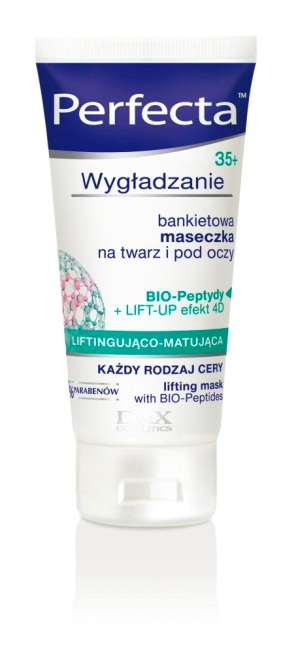 Perfecta™
35+
Wygładzanie
bankietowa
maseczka
na twarz i pod oczy
BIO-Peptydy
+ LIFT-UP efekt 4D
LIFTINGUJĄCO-MATUJĄCA
KAŻDY RODZAJ CERY
% PARABENÓW
lifting mask
with BIO-Peptides
DAX
COSMETICS